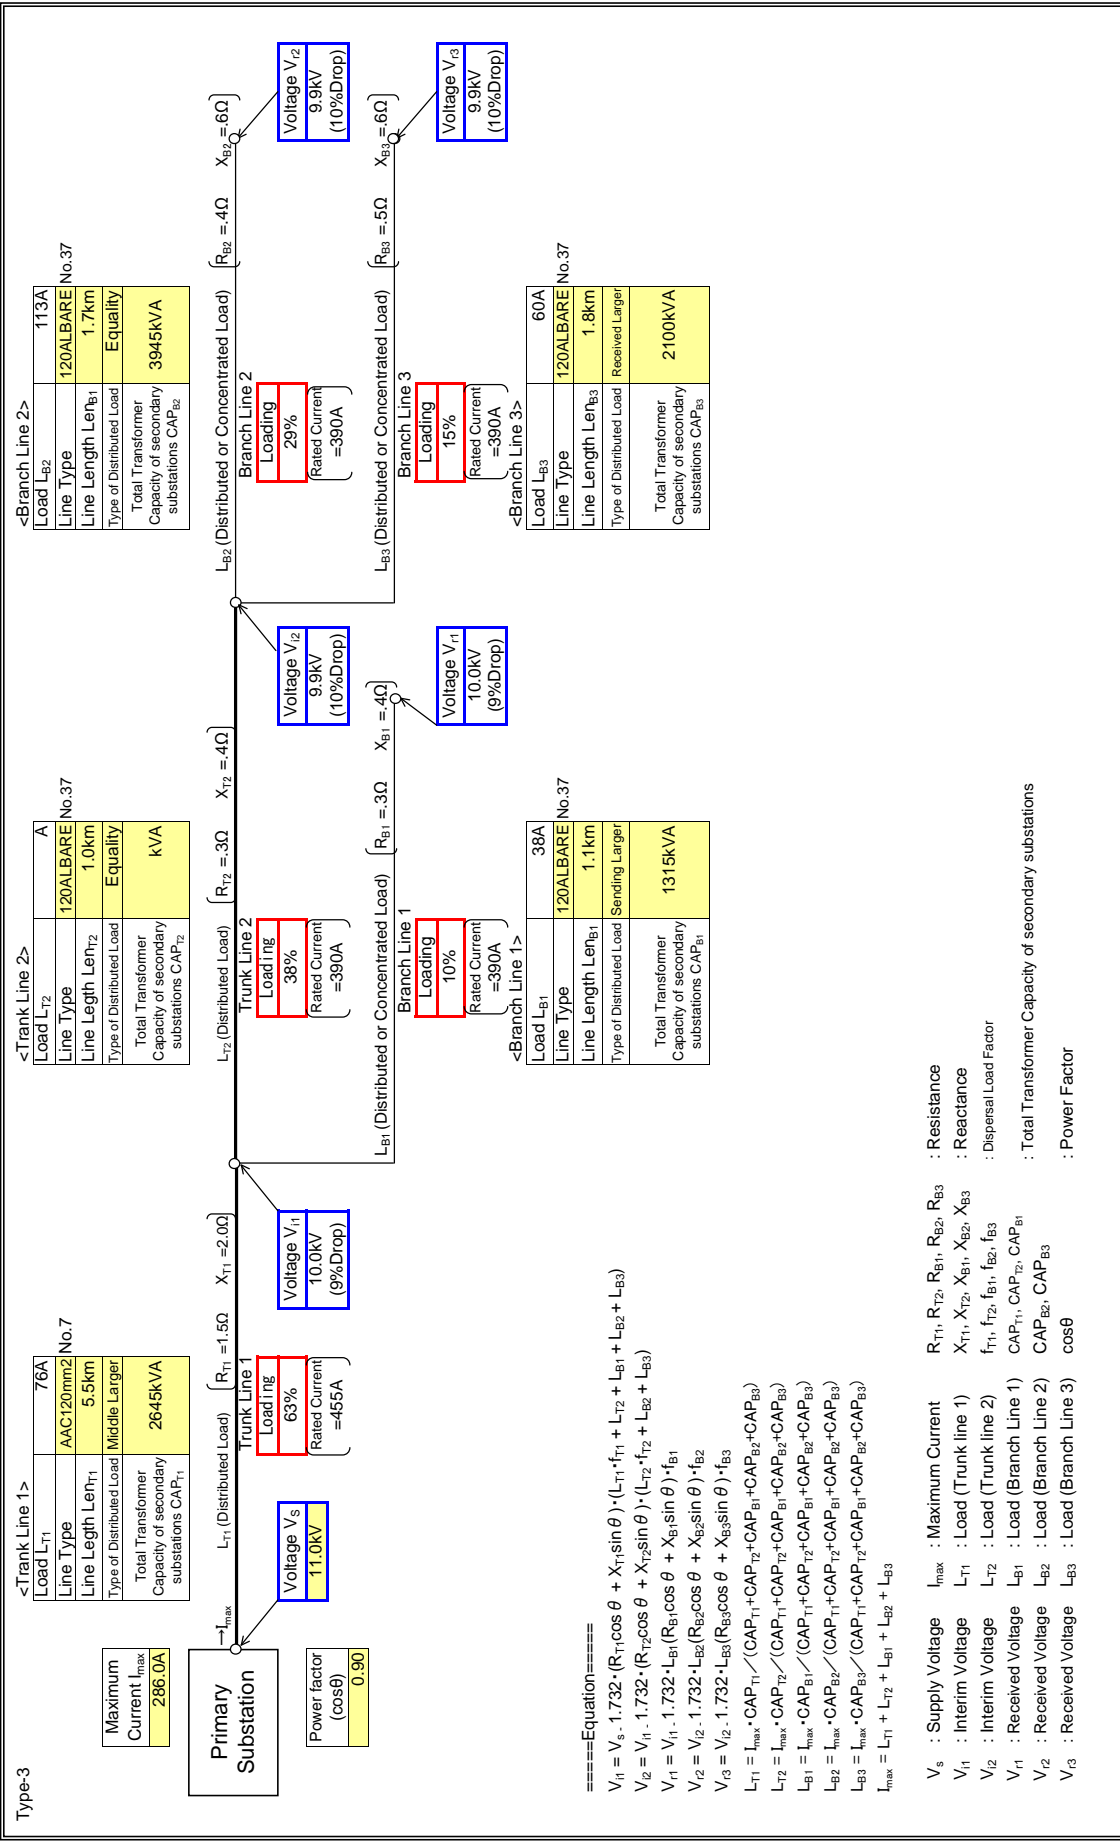 Type-3
<Trank Line 1>
Load LT1 76A
Line Type AAC120mm2 No.7
Line Legth LenT1 5.5km
Type of Distributed Load Middle Larger
Total Transformer
Capacity of secondary
substations CAPT1
2645kVA
<Trank Line 2>
Load LT2 A
Line Type 120ALBARE No.37
Line Legth LenT2 1.0km
Type of Distributed Load Equality
Total Transformer
Capacity of secondary
substations CAPT2
kVA
<Branch Line 2>
Load LB2 113A
Line Type 120ALBARE No.37
Line Length LenB1 1.7km
Type of Distributed Load Equality
Total Transformer
Capacity of secondary
substations CAPB2
3945kVA
Maximum
Current Imax
286.0A
Primary
Substation
→Imax
Power factor
(cosθ)
0.90
Voltage Vs
11.0kV
LT1 (Distributed Load)
RT1 =1.5Ω XT1 =2.0Ω
Trunk Line 1
Loading
63%
Rated Current
=455A
Voltage Vi1
10.0kV
(9%Drop)
LT2 (Distributed Load)
RT2 =.3Ω XT2 =.4Ω
Trunk Line 2
Loading
38%
Rated Current
=390A
Voltage Vi2
9.9kV
(10%Drop)
LB2 (Distributed or Concentrated Load)
RB2 =.4Ω XB2 =.6Ω
Branch Line 2
Loading
29%
Rated Current
=390A
Voltage Vr2
9.9kV
(10%Drop)
LB1 (Distributed or Concentrated Load)
RB1 =.3Ω XB1 =.4Ω
Branch Line 1
Loading
10%
Rated Current
=390A
Voltage Vr1
10.0kV
(9%Drop)
LB3 (Distributed or Concentrated Load)
RB3 =.5Ω XB3 =.6Ω
Branch Line 3
Loading
15%
Rated Current
=390A
Voltage Vr3
9.9kV
(10%Drop)
<Branch Line 1>
Load LB1 38A
Line Type 120ALBARE No.37
Line Length LenB1 1.1km
Type of Distributed Load Sending Larger
Total Transformer
Capacity of secondary
substations CAPB1
1315kVA
<Branch Line 3>
Load LB3 60A
Line Type 120ALBARE No.37
Line Length LenB3 1.8km
Type of Distributed Load Received Larger
Total Transformer
Capacity of secondary
substations CAPB3
2100kVA
=====Equation=====
Vi1 = Vs - 1.732・(RT1cos θ + XT1sin θ)・(LT1・fT1 + LT2 + LB1 + LB2 + LB3)
Vi2 = Vi1 - 1.732・(RT2cos θ + XT2sin θ)・(LT2・fT2 + LB2 + LB3)
Vr1 = Vi1 - 1.732・LB1(RB1cos θ + XB1sin θ)・fB1
Vr2 = Vi2 - 1.732・LB2(RB2cos θ + XB2sin θ)・fB2
Vr3 = Vi2 - 1.732・LB3(RB3cos θ + XB3sin θ)・fB3
LT1 = Imax・CAPT1／(CAPT1+CAPT2+CAPB1+CAPB2+CAPB3)
LT2 = Imax・CAPT2／(CAPT1+CAPT2+CAPB1+CAPB2+CAPB3)
LB1 = Imax・CAPB1／(CAPT1+CAPT2+CAPB1+CAPB2+CAPB3)
LB2 = Imax・CAPB2／(CAPT1+CAPT2+CAPB1+CAPB2+CAPB3)
LB3 = Imax・CAPB3／(CAPT1+CAPT2+CAPB1+CAPB2+CAPB3)
Imax = LT1 + LT2 + LB1 + LB2 + LB3
Vs : Supply Voltage Imax : Maximum Current RT1, RT2, RB1, RB2, RB3 : Resistance
Vi1 : Interim Voltage LT1 : Load (Trunk line 1) XT1, XT2, XB1, XB2, XB3 : Reactance
Vi2 : Interim Voltage LT2 : Load (Trunk line 2) fT1, fT2, fB1, fB2, fB3 : Dispersal Load Factor
Vr1 : Received Voltage LB1 : Load (Branch Line 1) CAPT1, CAPT2, CAPB1
Vr2 : Received Voltage LB2 : Load (Branch Line 2) CAPB2, CAPB3 : Total Transformer Capacity of secondary substations
Vr3 : Received Voltage LB3 : Load (Branch Line 3) cosθ : Power Factor